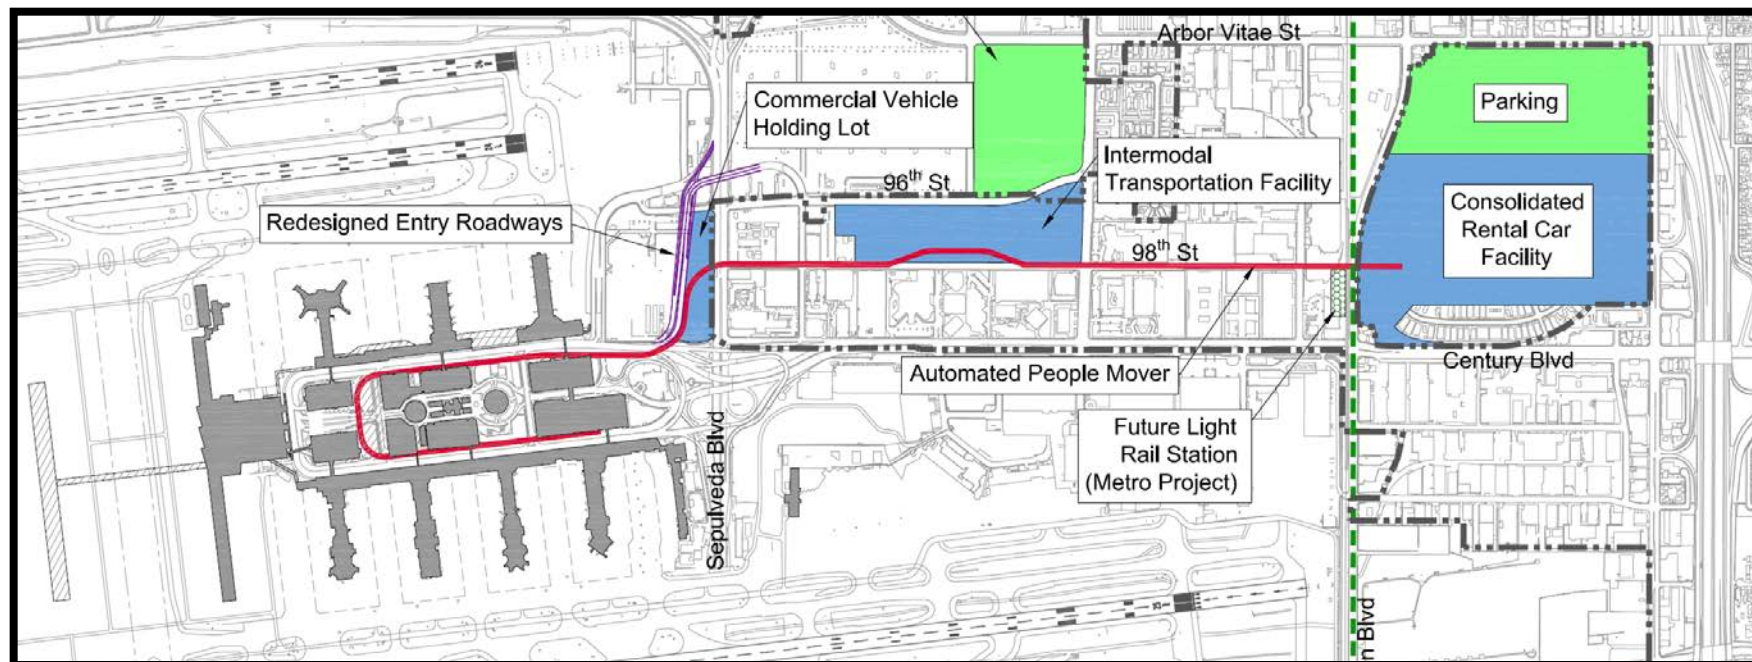 Arbor Vitae St
Commercial Vehicle
Holding Lot
Parking
Intermodal
Transportation Facility
96th St
Redesigned Entry Roadways
Consolidated
Rental Car
Facility
98th St
Century Blvd
Automated People Mover
Future Light
Rail Station
(Metro Project)
Sepulveda Blvd
n Blvd